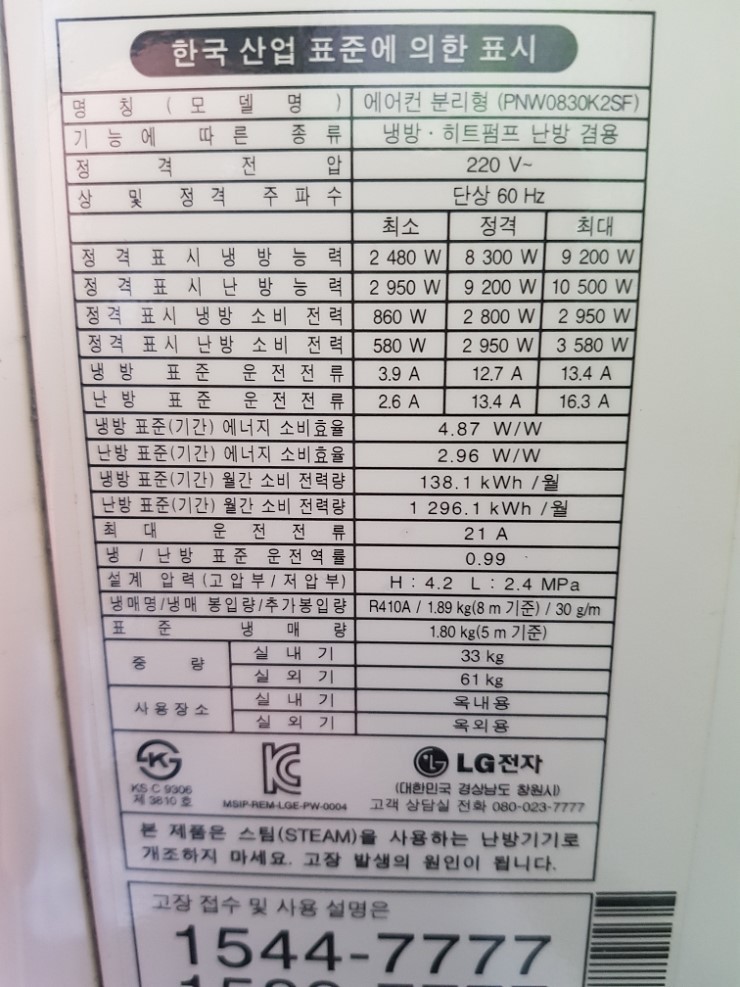 한국 산업 표준에 의한 표시
명 칭 ( 모 델 명 ) 에어컨 분리형 (PNW0830K2SF)
기 능 에 따 른 종 류 냉방 · 히트펌프 난방 겸용
정 격 전 압 220 V~
상 및 정 격 주 파 수 단상 60 Hz
최소 정격 최대
정 격 표 시 냉 방 능 력 2 480 W 8 300 W 9 200 W
정 격 표 시 난 방 능 력 2 950 W 9 200 W 10 500 W
정격 표시 냉방 소비 전력 860 W 2 800 W 2 950 W
정격 표시 난방 소비 전력 580 W 2 950 W 3 580 W
냉 방 표 준 운 전 전 류 3.9 A 12.7 A 13.4 A
난 방 표 준 운 전 전 류 2.6 A 13.4 A 16.3 A
냉방 표준(기간) 에너지 소비효율 4.87 W/W
난방 표준(기간) 에너지 소비효율 2.96 W/W
냉방 표준(기간) 월간 소비 전력량 138.1 kWh /월
난방 표준(기간) 월간 소비 전력량 1 296.1 kWh /월
최 대 운 전 전 류 21 A
냉 / 난방 표준 운전역률 0.99
설계 압력 (고압부/저압부) H : 4.2 L : 2.4 MPa
냉매명/냉매 봉입량/추가봉입량 R410A / 1.89 kg(8 m 기준) / 30 g/m
표 준 냉 매 량 1.80 kg(5 m 기준)
중 량 실 내 기 33 kg
실 외 기 61 kg
사용장소 실 내 기 옥내용
실 외 기 옥외용
KS C 9306
제 3810 호
MSIP-REM-LGE-PW-0004
LG전자
(대한민국 경상남도 창원시)
고객 상담실 전화 080-023-7777
본 제품은 스팀(STEAM)을 사용하는 난방기기로
개조하지 마세요. 고장 발생의 원인이 됩니다.
고장 접수 및 사용 설명은
1544-7777